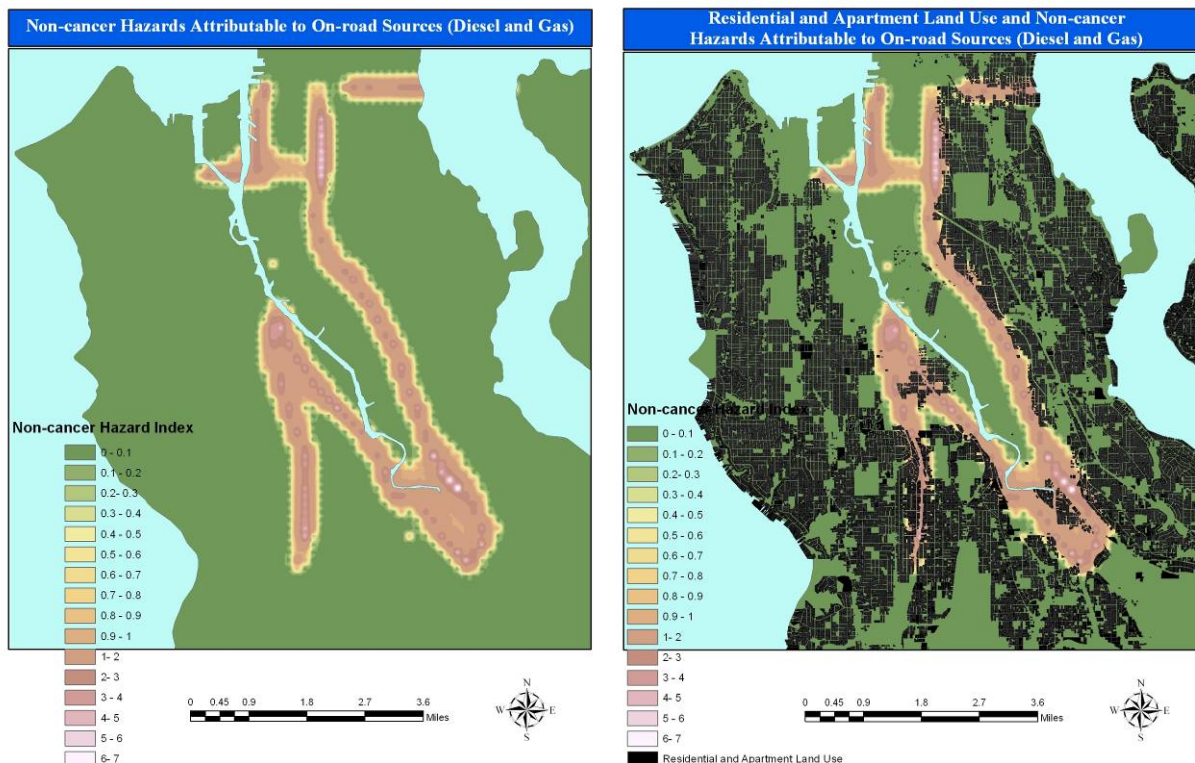 Non-cancer Hazards Attributable to On-road Sources (Diesel and Gas)
Non-cancer Hazard Index
0 - 0.1
0.1 - 0.2
0.2- 0.3
0.3 - 0.4
0.4 - 0.5
0.5 - 0.6
0.6 - 0.7
0.7 - 0.8
0.8 - 0.9
0.9 - 1
1- 2
2- 3
3 - 4
4- 5
5 - 6
6- 7
0 0.45 0.9 1.8 2.7 3.6
Miles
N
W E
S
Residential and Apartment Land Use and Non-cancer
Hazards Attributable to On-road Sources (Diesel and Gas)
Non-cancer Hazard Index
0 - 0.1
0.1 - 0.2
0.2- 0.3
0.3 - 0.4
0.4 - 0.5
0.5 - 0.6
0.6 - 0.7
0.7 - 0.8
0.8 - 0.9
0.9 - 1
1- 2
2- 3
3 - 4
4- 5
5 - 6
6- 7
Residential and Apartment Land Use
0 0.45 0.9 1.8 2.7 3.6
Miles
N
W E
S